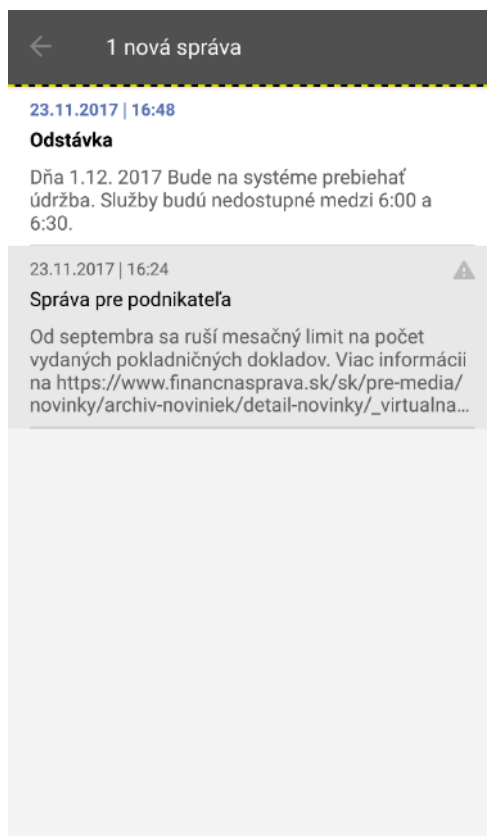 1 nová správa
23.11.2017 | 16:48
Odstávka
Dňa 1.12. 2017 Bude na systéme prebiehať
údržba. Služby budú nedostupné medzi 6:00 a
6:30.
23.11.2017 | 16:24
Správa pre podnikateľa
Od septembra sa ruší mesačný limit na počet
vydaných pokladničných dokladov. Viac informácii
na https://www.financnasprava.sk/sk/pre-media/
novinky/archiv-noviniek/detail-novinky/_virtualna…